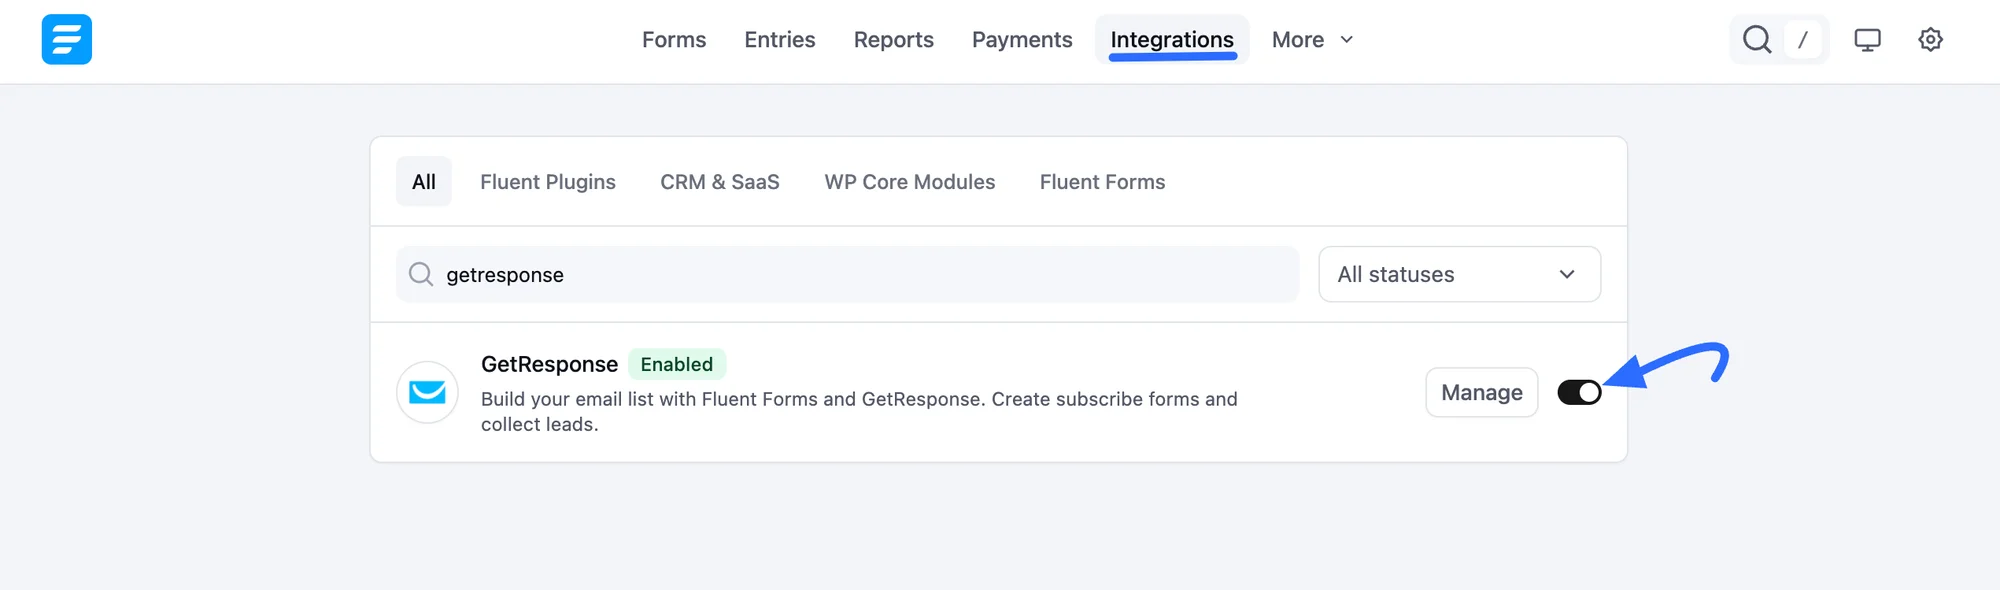 Forms Entries Reports Payments Integrations More /
All Fluent Plugins CRM & SaaS WP Core Modules Fluent Forms
getresponse All statuses
GetResponse Enabled
Build your email list with Fluent Forms and GetResponse. Create subscribe forms and
collect leads.
Manage